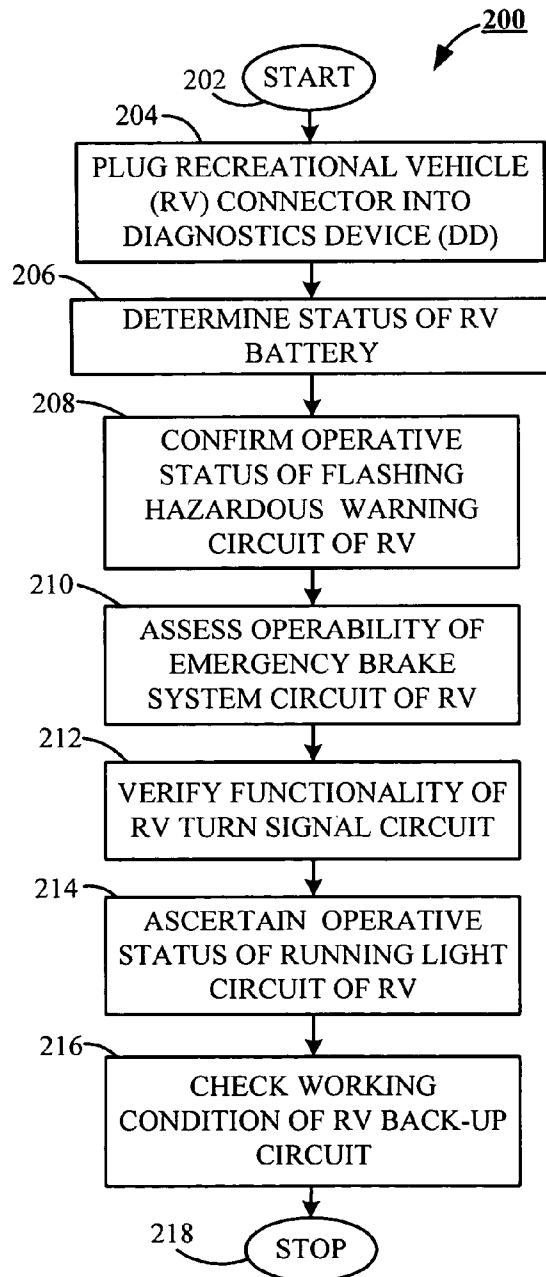 200
202
START
204
PLUG RECREATIONAL VEHICLE
(RV) CONNECTOR INTO
DIAGNOSTICS DEVICE (DD)
206
DETERMINE STATUS OF RV
BATTERY
208
CONFIRM OPERATIVE
STATUS OF FLASHING
HAZARDOUS WARNING
CIRCUIT OF RV
210
ASSESS OPERABILITY OF
EMERGENCY BRAKE
SYSTEM CIRCUIT OF RV
212
VERIFY FUNCTIONALITY OF
RV TURN SIGNAL CIRCUIT
214
ASCERTAIN OPERATIVE
STATUS OF RUNNING LIGHT
CIRCUIT OF RV
216
CHECK WORKING
CONDITION OF RV BACK-UP
CIRCUIT
218
STOP